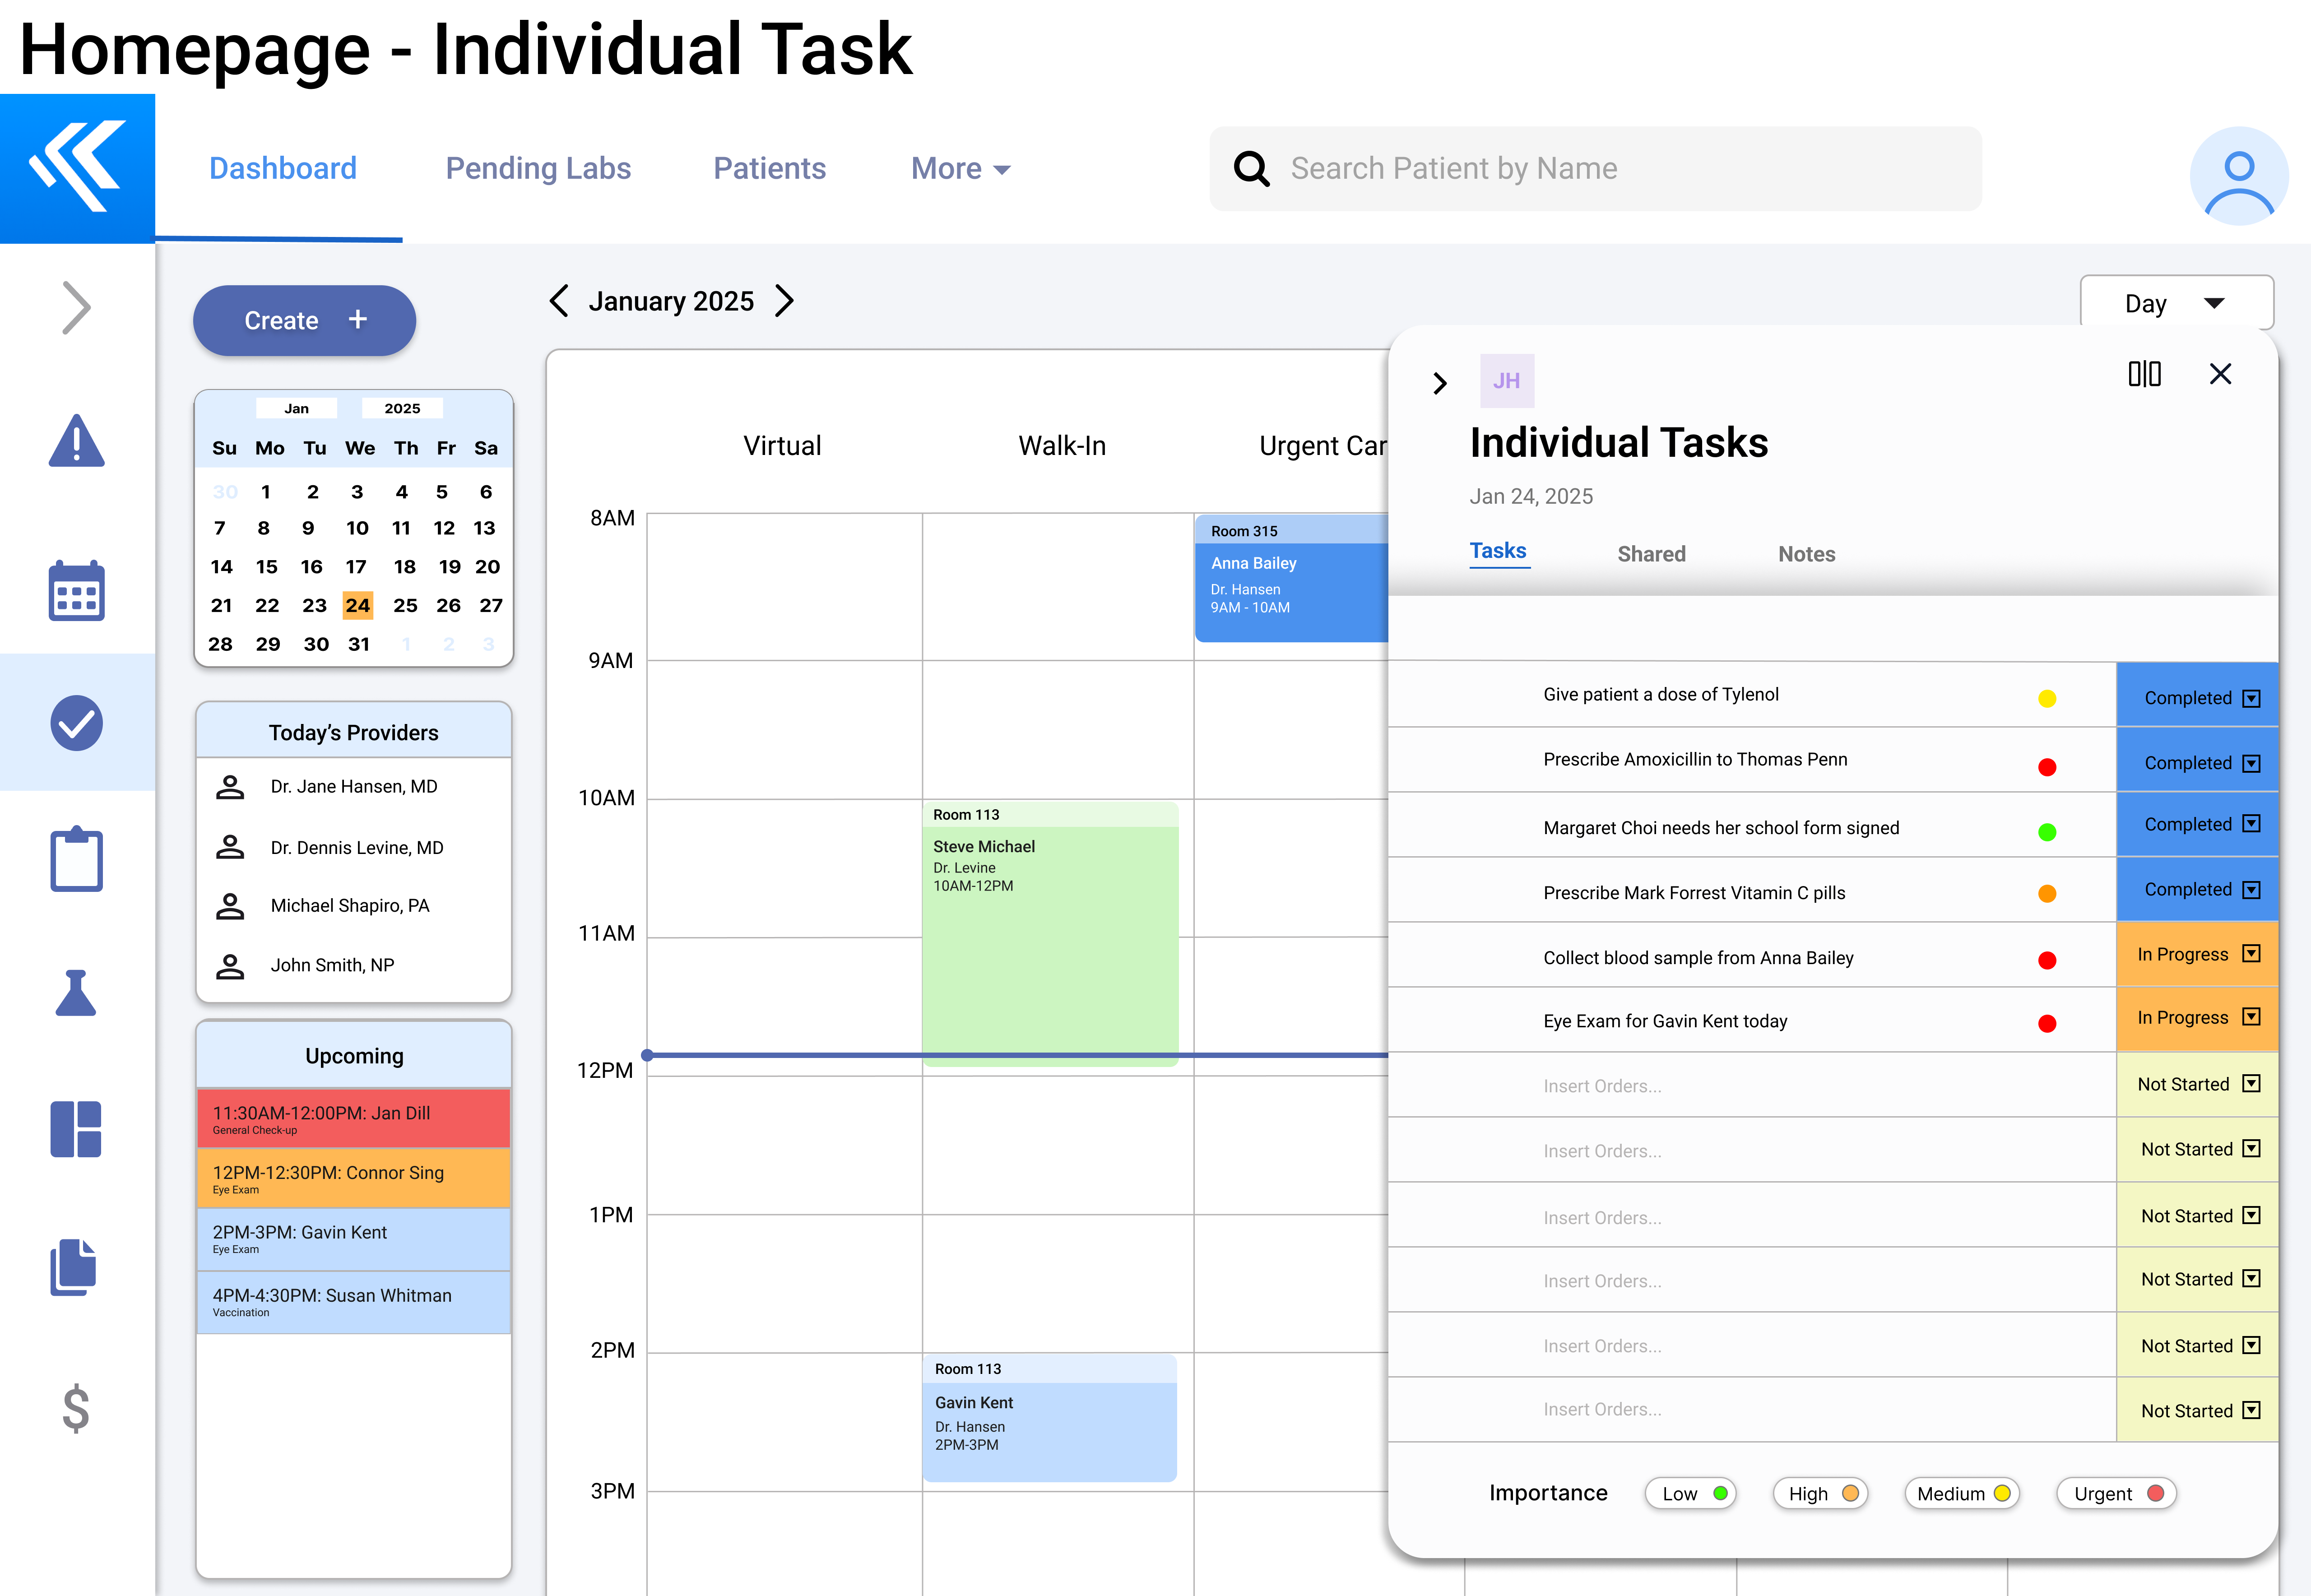 Homepage - Individual Task
Dashboard
Pending Labs
Patients
More
Search Patient by Name
Create +
January 2025
Day
Jan 2025
Su Mo Tu We Th Fr Sa
30 1 2 3 4 5 6
7 8 9 10 11 12 13
14 15 16 17 18 19 20
21 22 23 24 25 26 27
28 29 30 31 1 2 3
Today's Providers
Dr. Jane Hansen, MD
Dr. Dennis Levine, MD
Michael Shapiro, PA
John Smith, NP
Upcoming
11:30AM-12:00PM: Jan Dill
General Check-up
12PM-12:30PM: Connor Sing
Eye Exam
2PM-3PM: Gavin Kent
Eye Exam
4PM-4:30PM: Susan Whitman
Vaccination
$
Virtual
Walk-In
Urgent Car
8AM
9AM
10AM
11AM
12PM
1PM
2PM
3PM
Room 315
Anna Bailey
Dr. Hansen
9AM - 10AM
Room 113
Steve Michael
Dr. Levine
10AM-12PM
Room 113
Gavin Kent
Dr. Hansen
2PM-3PM
JH
Individual Tasks
Jan 24, 2025
Tasks
Shared
Notes
Give patient a dose of Tylenol Completed
Prescribe Amoxicillin to Thomas Penn Completed
Margaret Choi needs her school form signed Completed
Prescribe Mark Forrest Vitamin C pills Completed
Collect blood sample from Anna Bailey In Progress
Eye Exam for Gavin Kent today In Progress
Insert Orders... Not Started
Insert Orders... Not Started
Insert Orders... Not Started
Insert Orders... Not Started
Insert Orders... Not Started
Insert Orders... Not Started
Importance Low High Medium Urgent